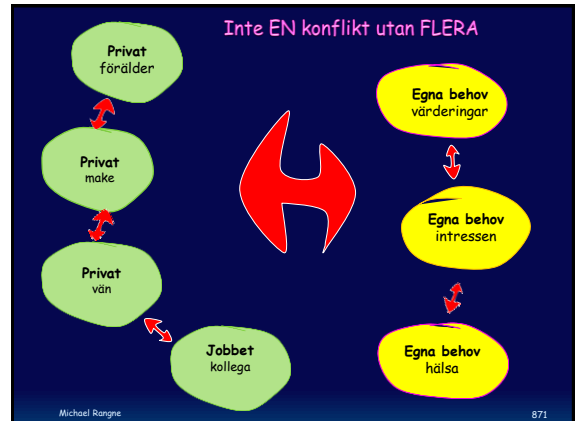 Inte EN konflikt utan FLERA
Privat
förälder
Privat
make
Privat
vän
Jobbet
kollega
Egna behov
värderingar
Egna behov
intressen
Egna behov
hälsa
Michael Rangne
871